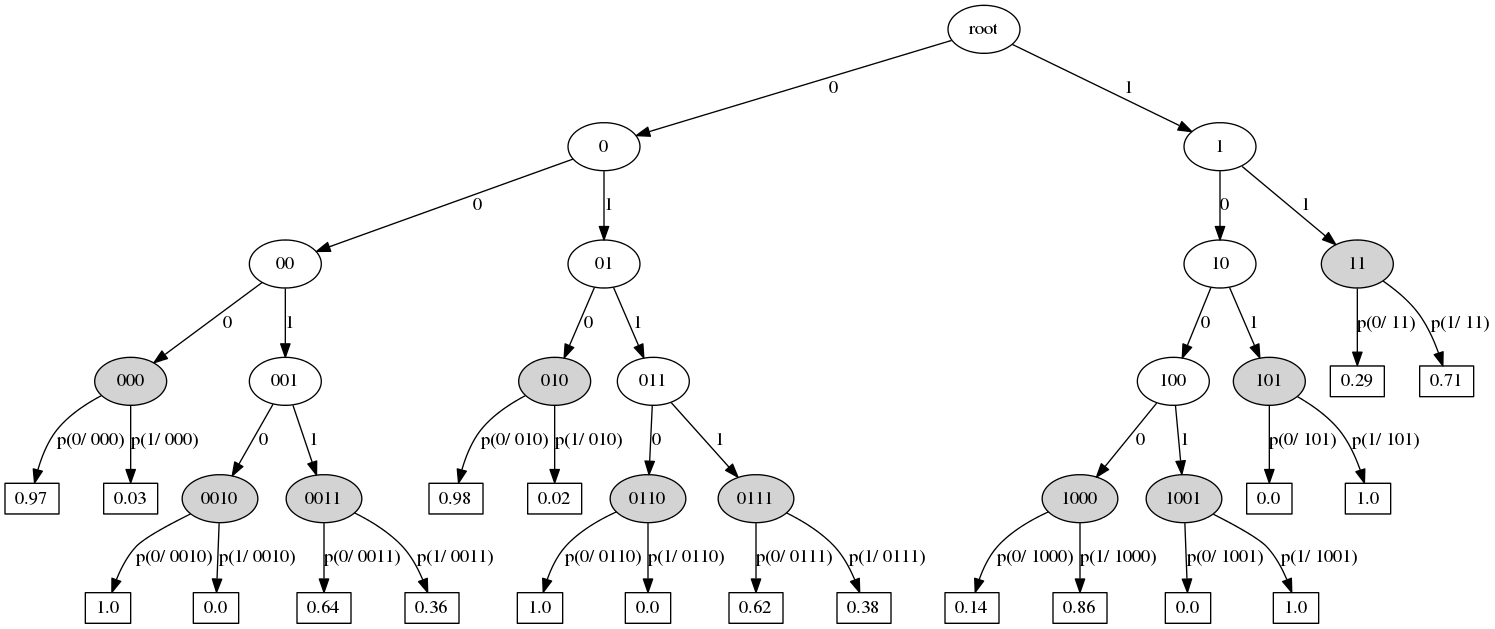 root
0 1
0 1
0 1 0 1
00 01 10 11
0 1 0 1 0 1 p(0/ 11) p(1/ 11)
000 001 010 011 100 101 0.29 0.71
p(0/ 000) p(1/ 000) 0 1 p(0/ 010) p(1/ 010) 0 1 0 1 p(0/ 101) p(1/ 101)
0.97 0.03 0010 0011 0.98 0.02 0110 0111 1000 1001 0.0 1.0
p(0/ 0010) p(1/ 0010) p(0/ 0011) p(1/ 0011) p(0/ 0110) p(1/ 0110) p(0/ 0111) p(1/ 0111) p(0/ 1000) p(1/ 1000) p(0/ 1001) p(1/ 1001)
1.0 0.0 0.64 0.36 1.0 0.0 0.62 0.38 0.14 0.86 0.0 1.0